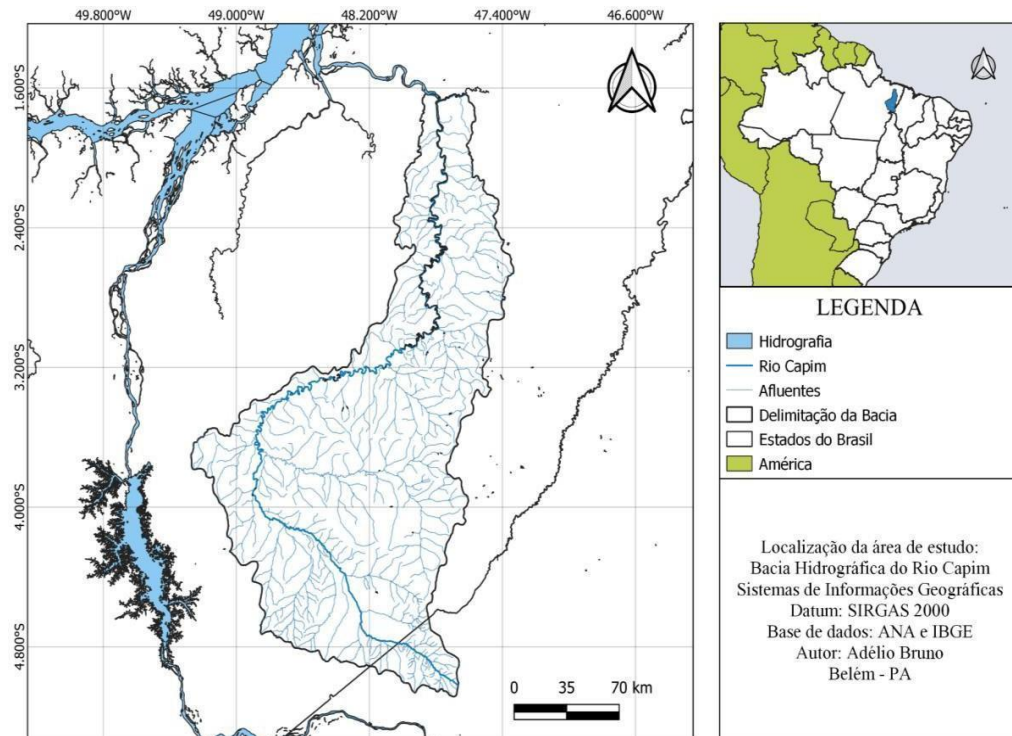 49.800°W 49.000°W 48.200°W 47.400°W 46.600°W
1.600°S
2.400°S
3.200°S
4.000°S
4.800°S
0 35 70 km
LEGENDA
Hidrografia
Rio Capim
Afluentes
Delimitação da Bacia
Estados do Brasil
América
Localização da área de estudo:
Bacia Hidrográfica do Rio Capim
Sistemas de Informações Geográficas
Datum: SIRGAS 2000
Base de dados: ANA e IBGE
Autor: Adélio Bruno
Belém - PA